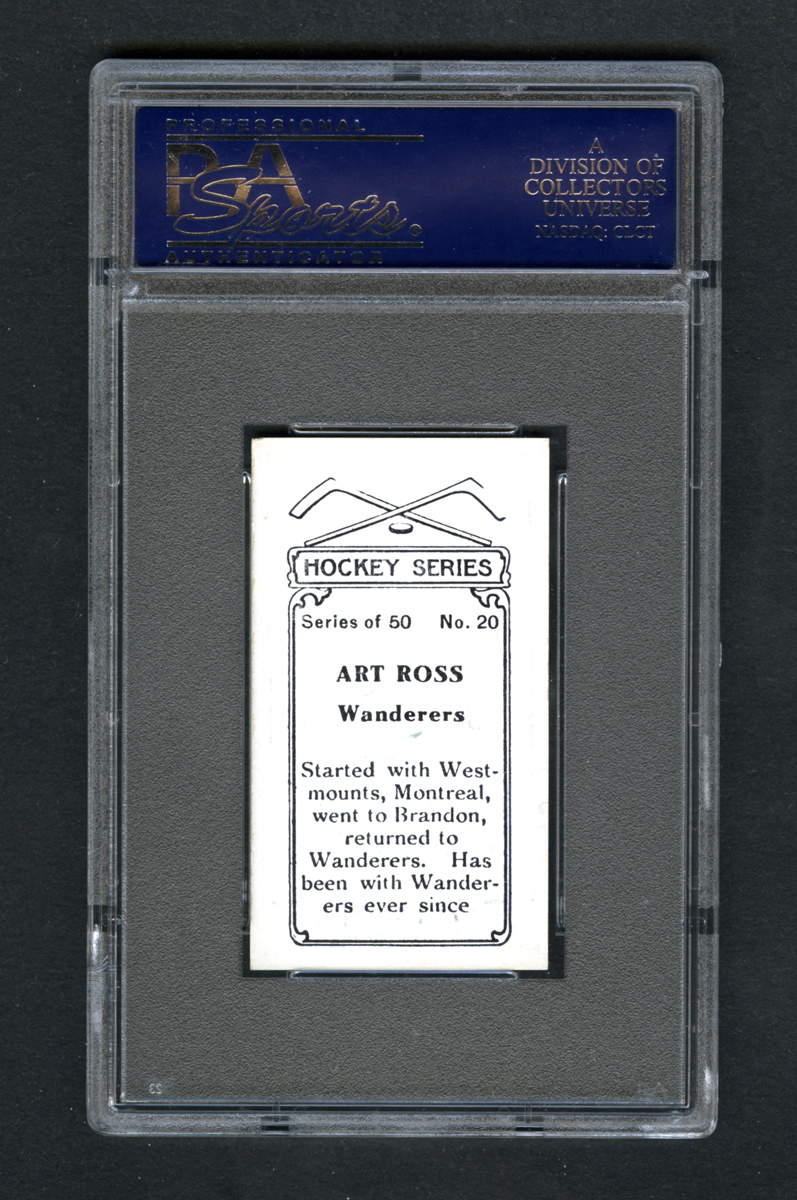 PROFESSIONAL
PSA
Sports
AUTHENTICATOR
A
DIVISION OF
COLLECTORS
UNIVERSE
NASDAQ: CLCT
HOCKEY SERIES
Series of 50 No. 20
ART ROSS
Wanderers
Started with West-
mounts, Montreal,
went to Brandon,
returned to
Wanderers. Has
been with Wander-
ers ever since